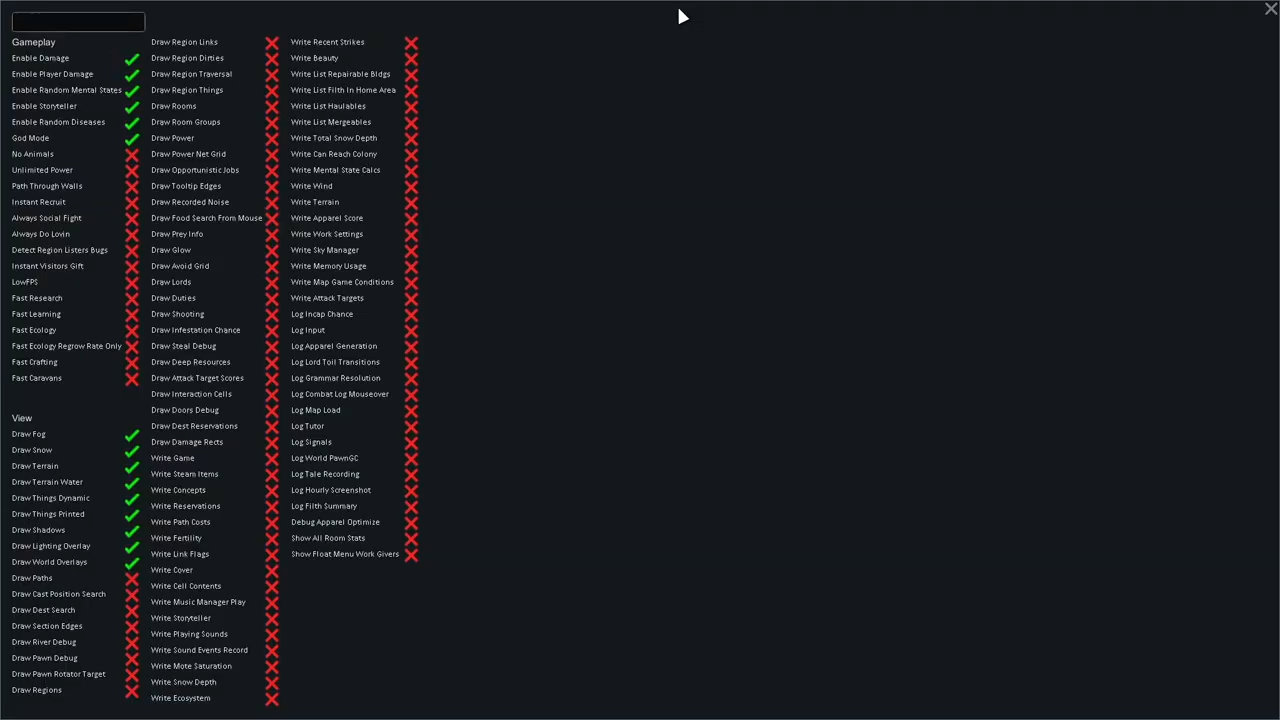 Gameplay
Enable Damage
Enable Player Damage
Enable Random Mental States
Enable Storyteller
Enable Random Diseases
God Mode
No Animals
Unlimited Power
Path Through Walls
Instant Recruit
Always Social Fight
Always Do Lovin
Detect Region Listers Bugs
Instant Visitors Gift
LowFPS
Fast Research
Fast Learning
Fast Ecology
Fast Ecology Regrow Rate Only
Fast Crafting
Fast Caravans
View
Draw Fog
Draw Snow
Draw Terrain
Draw Terrain Water
Draw Things Dynamic
Draw Things Printed
Draw Shadows
Draw Lighting Overlay
Draw World Overlays
Draw Paths
Draw Cast Position Search
Draw Dest Search
Draw Section Edges
Draw River Debug
Draw Pawn Debug
Draw Pawn Rotator Target
Draw Regions
Draw Region Links
Draw Region Dirties
Draw Region Traversal
Draw Region Things
Draw Rooms
Draw Room Groups
Draw Power
Draw Power Net Grid
Draw Opportunistic Jobs
Draw Tooltip Edges
Draw Recorded Noise
Draw Food Search From Mouse
Draw Prey Info
Draw Glow
Draw Avoid Grid
Draw Lords
Draw Duties
Draw Shooting
Draw Infestation Chance
Draw Steal Debug
Draw Deep Resources
Draw Attack Target Scores
Draw Interaction Cells
Draw Doors Debug
Draw Dest Reservations
Draw Damage Rects
Write Game
Write Steam Items
Write Concepts
Write Reservations
Write Path Costs
Write Fertility
Write Link Flags
Write Cover
Write Cell Contents
Write Music Manager Play
Write Storyteller
Write Playing Sounds
Write Sound Events Record
Write Mote Saturation
Write Snow Depth
Write Ecosystem
Write Recent Strikes
Write Beauty
Write List Repairable Bldgs
Write List Filth In Home Area
Write List Haulables
Write List Mergeables
Write Total Snow Depth
Write Can Reach Colony
Write Mental State Calcs
Write Wind
Write Terrain
Write Apparel Score
Write Work Settings
Write Sky Manager
Write Memory Usage
Write Map Game Conditions
Write Attack Targets
Log Incap Chance
Log Input
Log Apparel Generation
Log Lord Toil Transitions
Log Grammar Resolution
Log Combat Log Mouseover
Log Map Load
Log Tutor
Log Signals
Log World PawnGC
Log Tale Recording
Log Hourly Screenshot
Log Filth Summary
Debug Apparel Optimize
Show All Room Stats
Show Float Menu Work Givers